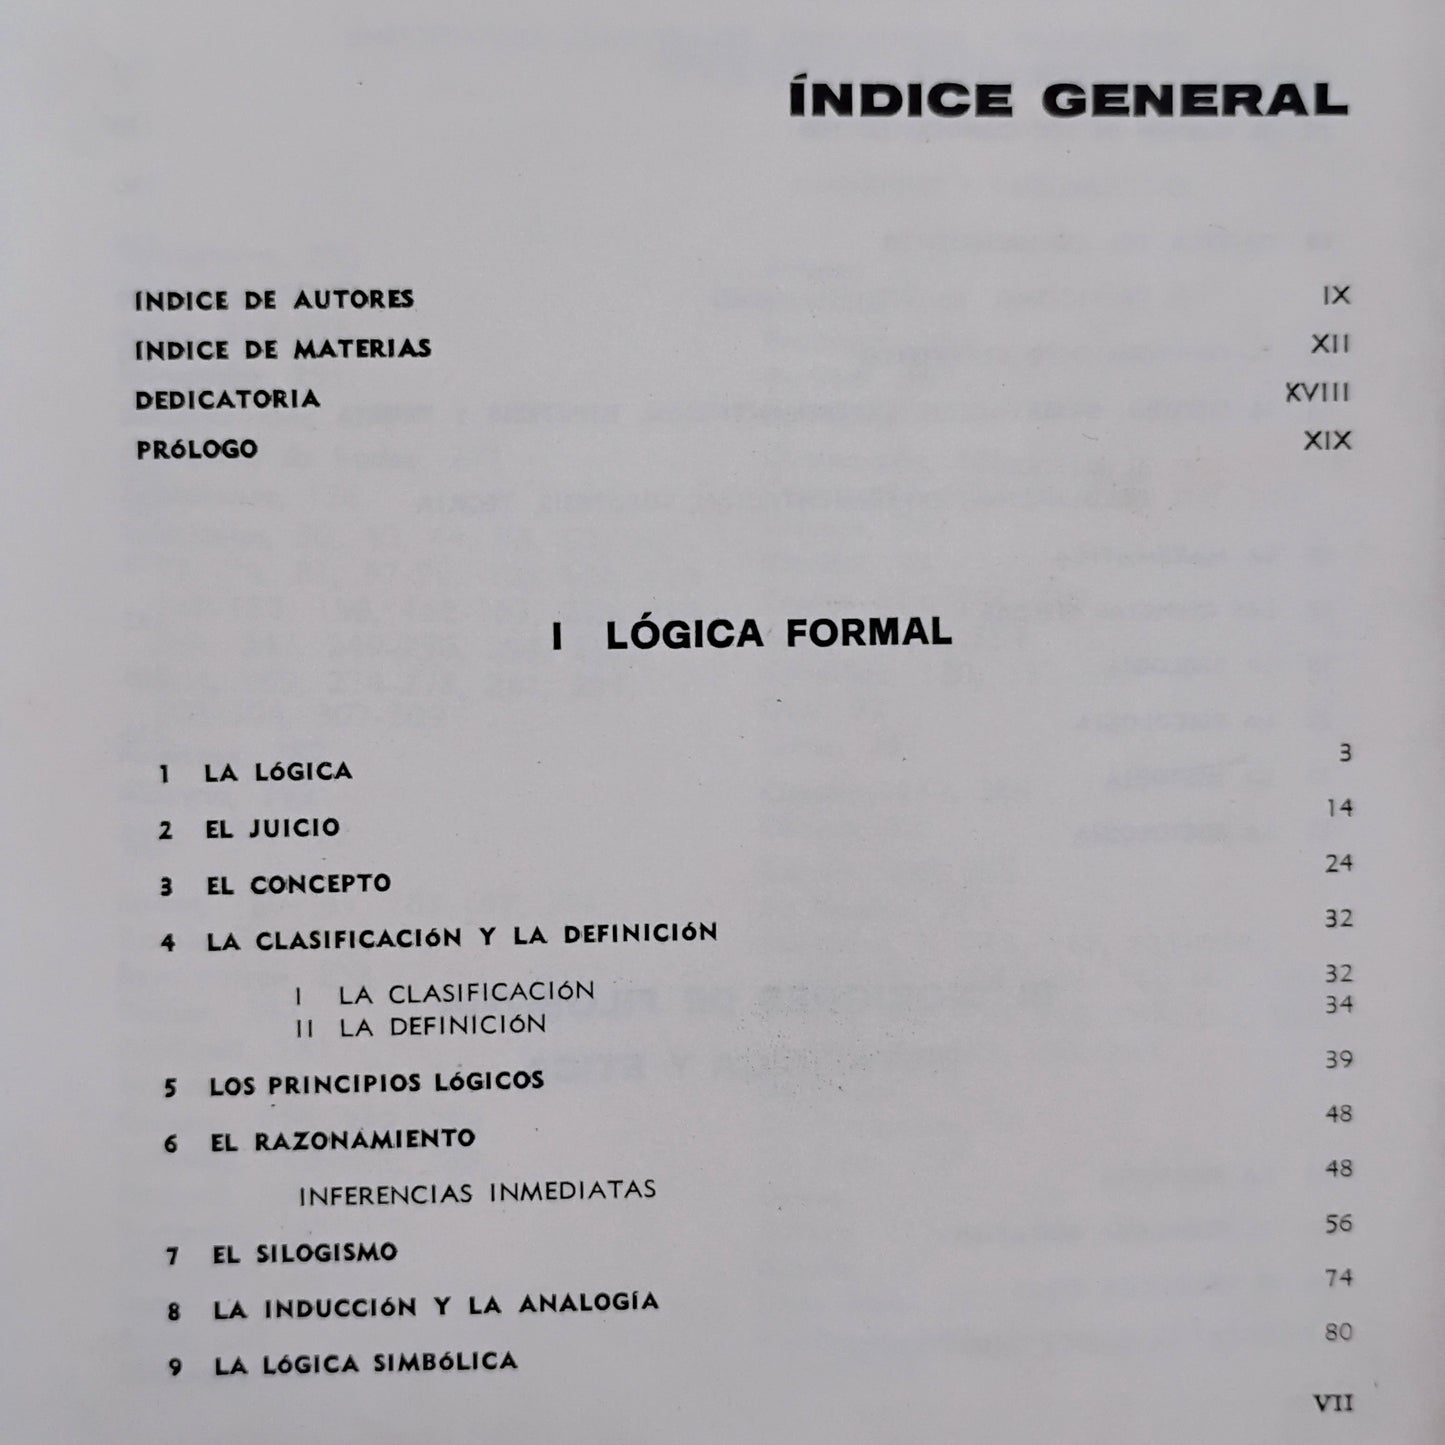 ÍNDICE GENERAL
ÍNDICE DE AUTORES IX
ÍNDICE DE MATERIAS XII
DEDICATORIA XVIII
PRÓLOGO XIX
I LÓGICA FORMAL
1 LA LÓGICA 3
2 EL JUICIO 14
3 EL CONCEPTO 24
4 LA CLASIFICACIÓN Y LA DEFINICIÓN 32
I LA CLASIFICACIÓN 32
II LA DEFINICIÓN 34
5 LOS PRINCIPIOS LÓGICOS 39
6 EL RAZONAMIENTO 48
INFERENCIAS INMEDIATAS 48
7 EL SILOGISMO 56
8 LA INDUCCIÓN Y LA ANALOGÍA 74
9 LA LÓGICA SIMBÓLICA 80
VII